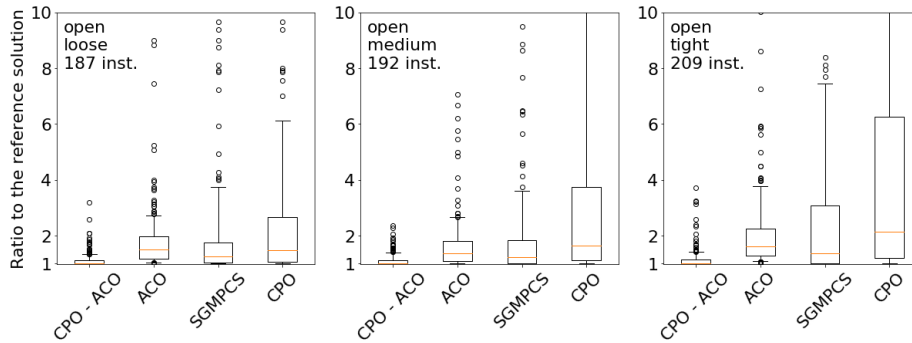 Ratio to the reference solution
10
8
6
4
2
1
open
loose
187 inst.
CPO - ACO
ACO
SGMPCS
CPO
10
8
6
4
2
1
open
medium
192 inst.
CPO - ACO
ACO
SGMPCS
CPO
10
8
6
4
2
1
open
tight
209 inst.
CPO - ACO
ACO
SGMPCS
CPO